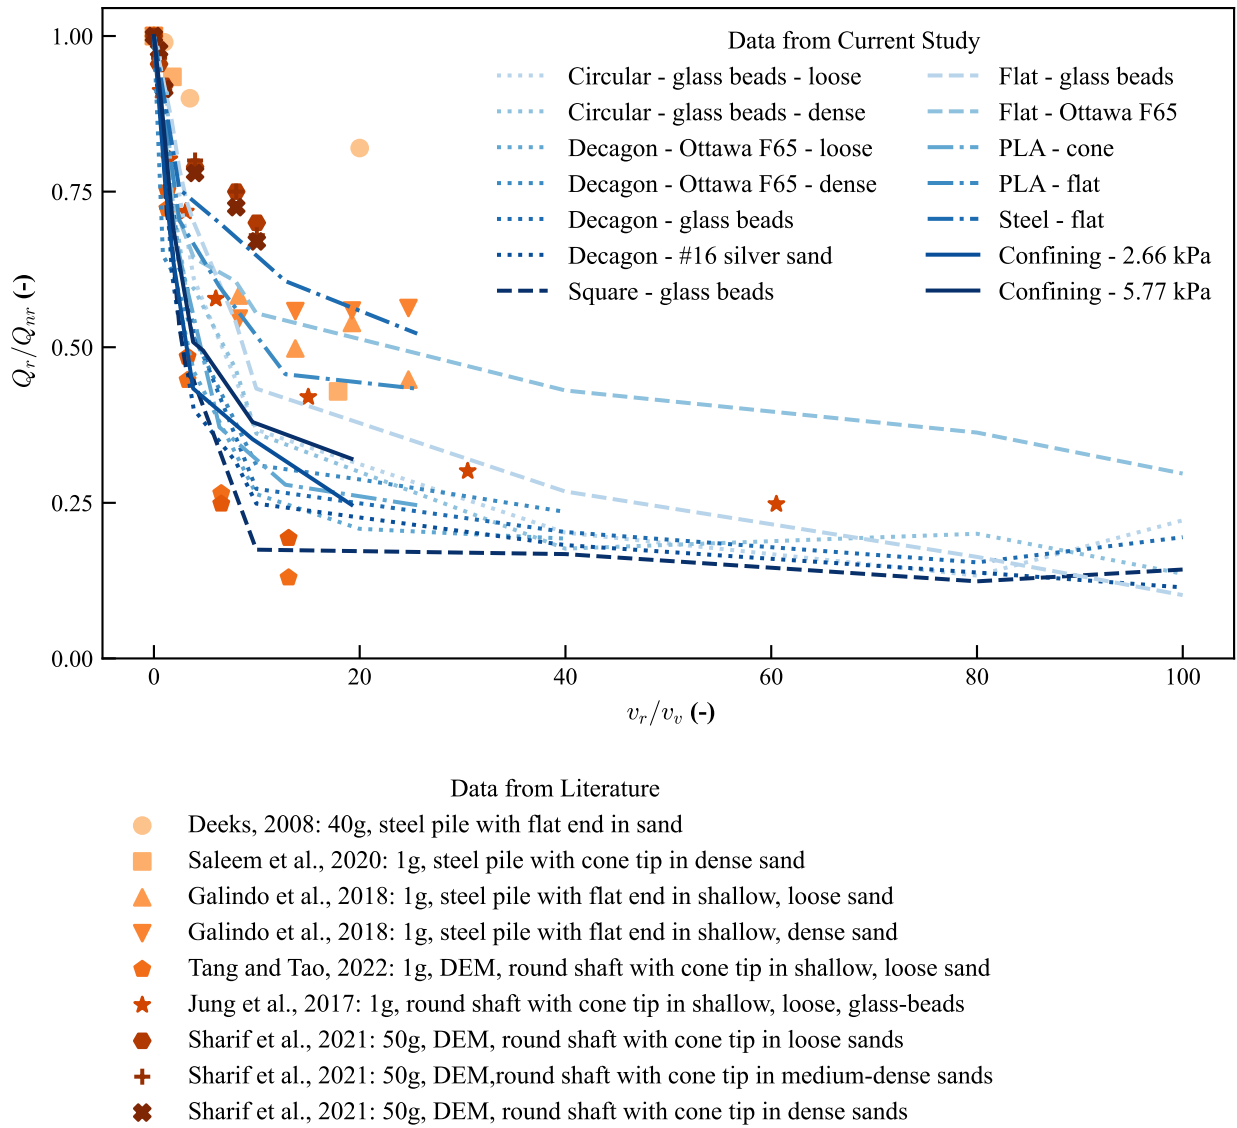 1.00
0.75
0.50
0.25
0.00
Q_r/Q_nr (-)
0 20 40 60 80 100
v_r/v_v (-)
Data from Current Study
Circular - glass beads - loose
Circular - glass beads - dense
Decagon - Ottawa F65 - loose
Decagon - Ottawa F65 - dense
Decagon - glass beads
Decagon - #16 silver sand
Square - glass beads
Flat - glass beads
Flat - Ottawa F65
PLA - cone
PLA - flat
Steel - flat
Confining - 2.66 kPa
Confining - 5.77 kPa
Data from Literature
Deeks, 2008: 40g, steel pile with flat end in sand
Saleem et al., 2020: 1g, steel pile with cone tip in dense sand
Galindo et al., 2018: 1g, steel pile with flat end in shallow, loose sand
Galindo et al., 2018: 1g, steel pile with flat end in shallow, dense sand
Tang and Tao, 2022: 1g, DEM, round shaft with cone tip in shallow, loose sand
Jung et al., 2017: 1g, round shaft with cone tip in shallow, loose, glass-beads
Sharif et al., 2021: 50g, DEM, round shaft with cone tip in loose sands
Sharif et al., 2021: 50g, DEM,round shaft with cone tip in medium-dense sands
Sharif et al., 2021: 50g, DEM, round shaft with cone tip in dense sands